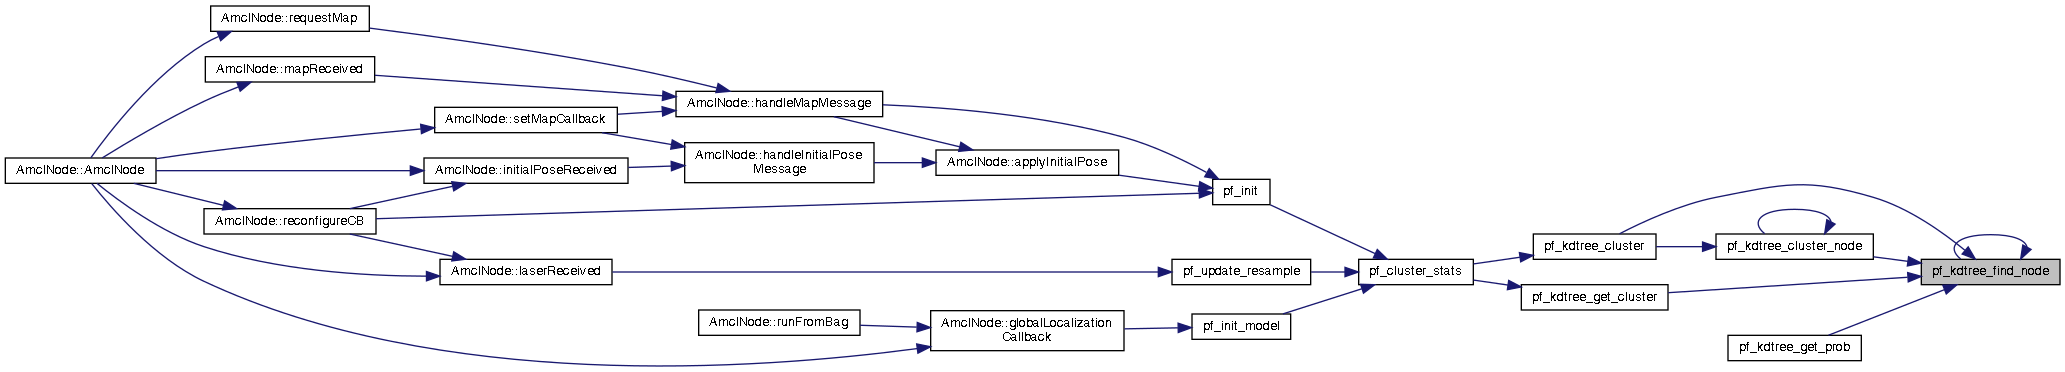 AmclNode::requestMap
AmclNode::mapReceived
AmclNode::handleMapMessage
AmclNode::setMapCallback
AmclNode::handleInitialPose
Message
AmclNode::applyInitialPose
AmclNode::AmclNode
AmclNode::initialPoseReceived
pf_init
AmclNode::reconfigureCB
pf_kdtree_cluster
pf_kdtree_cluster_node
AmclNode::laserReceived
pf_update_resample
pf_cluster_stats
pf_kdtree_find_node
pf_kdtree_get_cluster
AmclNode::runFromBag
AmclNode::globalLocalization
Callback
pf_init_model
pf_kdtree_get_prob